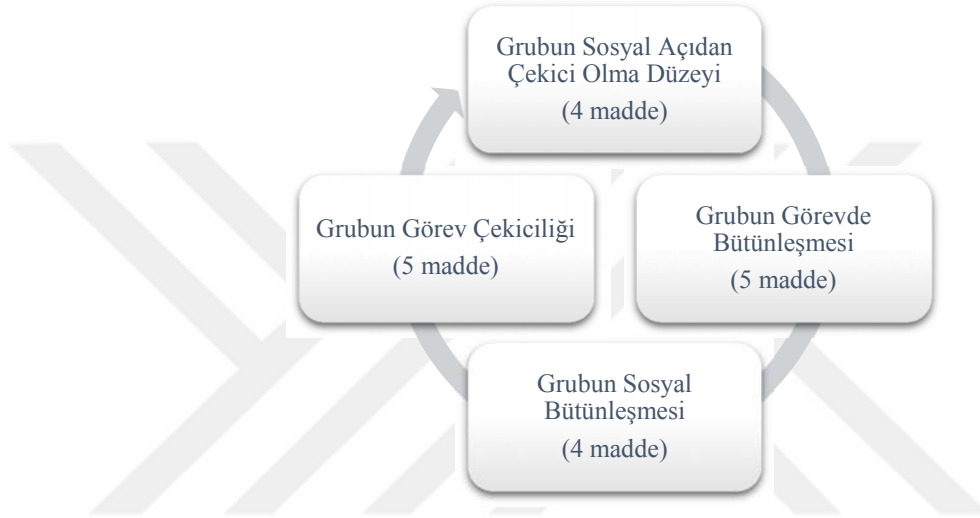 Grubun Sosyal Açıdan
Çekici Olma Düzeyi
(4 madde)
Grubun Görevde
Bütünleşmesi
(5 madde)
Grubun Sosyal
Bütünleşmesi
(4 madde)
Grubun Görev Çekiciliği
(5 madde)